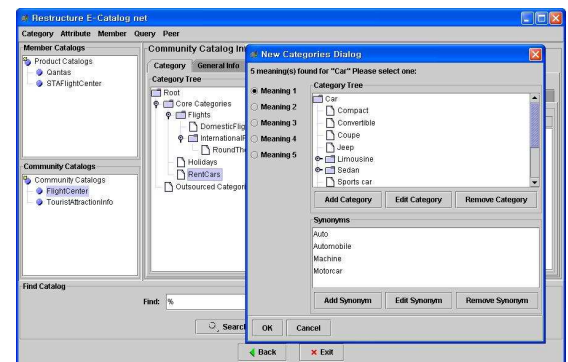 Restructure E-Catalog net
Category Attribute Member Query Peer
Member Catalogs
Product Catalogs
Qantas
STAFlightCenter
Community Catalogs
Community Catalogs
FlightCenter
TouristAttractionInfo
Community Catalog In
Category General Info
Category Tree
Root
Core Categories
Flights
DomesticFlig
InternationalF
RoundThe
Holidays
RentCars
Outsourced Categori
New Categories Dialog
5 meaning(s) found for "Car" Please select one:
Meaning 1
Meaning 2
Meaning 3
Meaning 4
Meaning 5
Category Tree
Car
Compact
Convertible
Coupe
Jeep
Limousine
Sedan
Sports car
Add Category Edit Category Remove Category
Synonyms
Auto
Automobile
Machine
Motorcar
Add Synonym Edit Synonym Remove Synonym
OK Cancel
Find Catalog
Find: %
Searc
Back Exit